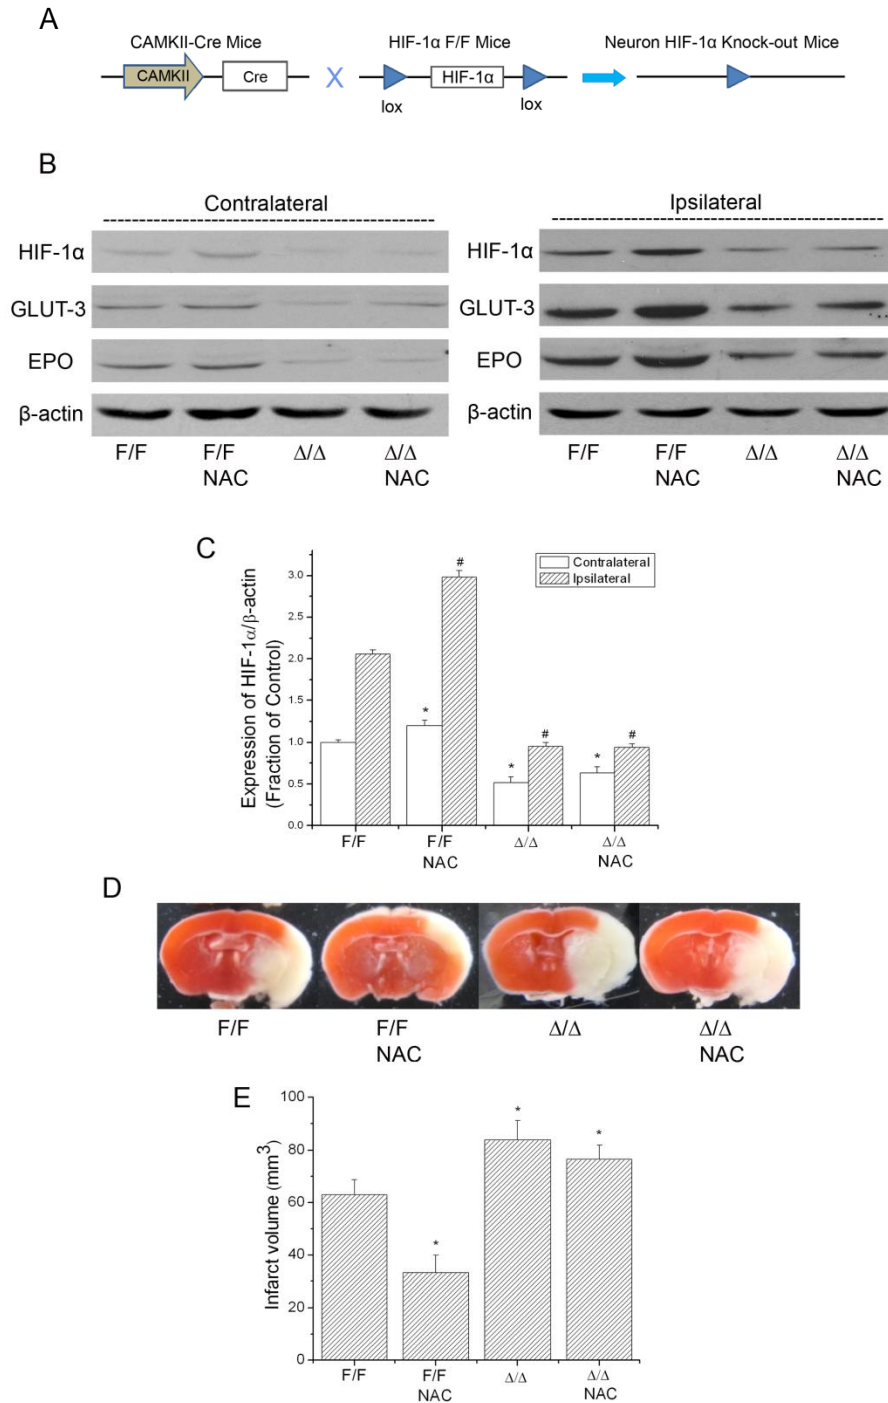 A
CAMKII-Cre Mice
HIF-1α F/F Mice
Neuron HIF-1α Knock-out Mice
CAMKII
Cre
X
HIF-1α
lox
lox
B
Contralateral
Ipsilateral
HIF-1α
HIF-1α
GLUT-3
GLUT-3
EPO
EPO
β-actin
β-actin
F/F
F/F
NAC
Δ/Δ
Δ/Δ
NAC
F/F
F/F
NAC
Δ/Δ
Δ/Δ
NAC
C
Expression of HIF-1α/β-actin
(Fraction of Control)
Contralateral
Ipsilateral
3.0
2.5
2.0
1.5
1.0
0.5
0.0
*
#
*
#
*
#
F/F
F/F
NAC
Δ/Δ
Δ/Δ
NAC
D
F/F
F/F
NAC
Δ/Δ
Δ/Δ
NAC
E
Infarct volume (mm³)
100
80
60
40
20
0
*
*
*
F/F
F/F
NAC
Δ/Δ
Δ/Δ
NAC